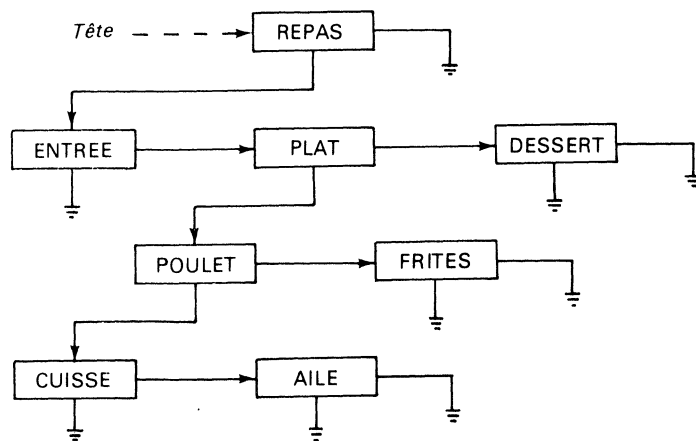 Tête REPAS
ENTREE PLAT DESSERT
POULET FRITES
CUISSE AILE